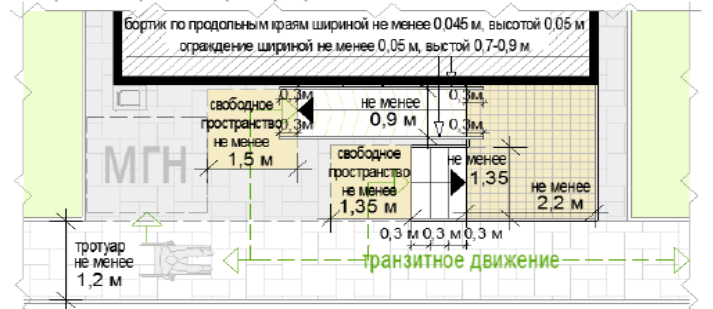 бортик по продольным краям шириной не менее 0,045 м, высотой 0,05 м
ограждение шириной не менее 0,05 м, выстой 0,7-0,9 м
0,3м
0,3м
свободное
пространство
не менее
1,5 м
0,3м
0,3м
не менее
0,9 м
МГН
свободное
пространство
не менее
1,35 м
не менее
1,35
не менее
2,2 м
0,3 м 0,3 м 0,3 м
тротуар
не менее
1,2 м
транзитное движение